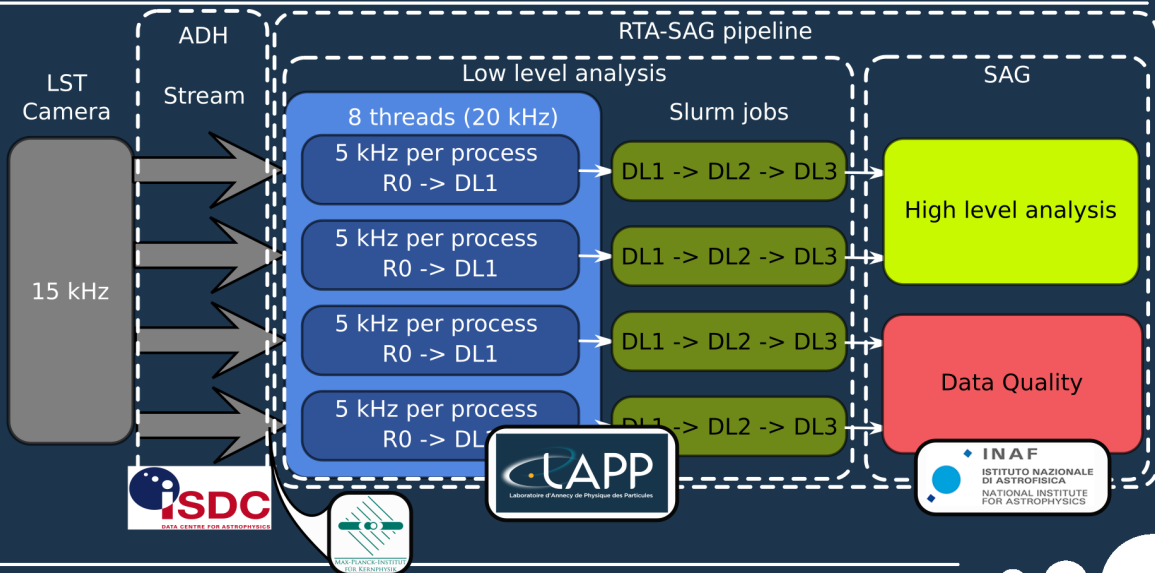 ADH
RTA-SAG pipeline
LST
Camera
Stream
Low level analysis
SAG
8 threads (20 kHz)
Slurm jobs
15 kHz
5 kHz per process
R0 -> DL1
DL1 -> DL2 -> DL3
5 kHz per process
R0 -> DL1
DL1 -> DL2 -> DL3
High level analysis
5 kHz per process
R0 -> DL1
DL1 -> DL2 -> DL3
5 kHz per process
R0 -> DL
DL1 -> DL2 -> DL3
Data Quality
iSDC
DATA CENTRE FOR ASTROPHYSICS
MAX-PLANCK-INSTITUT
FÜR KERNPHYSIK
LAPP
Laboratoire d'Annecy de Physique des Particules
INAF
ISTITUTO NAZIONALE
DI ASTROFISICA
NATIONAL INSTITUTE
FOR ASTROPHYSICS